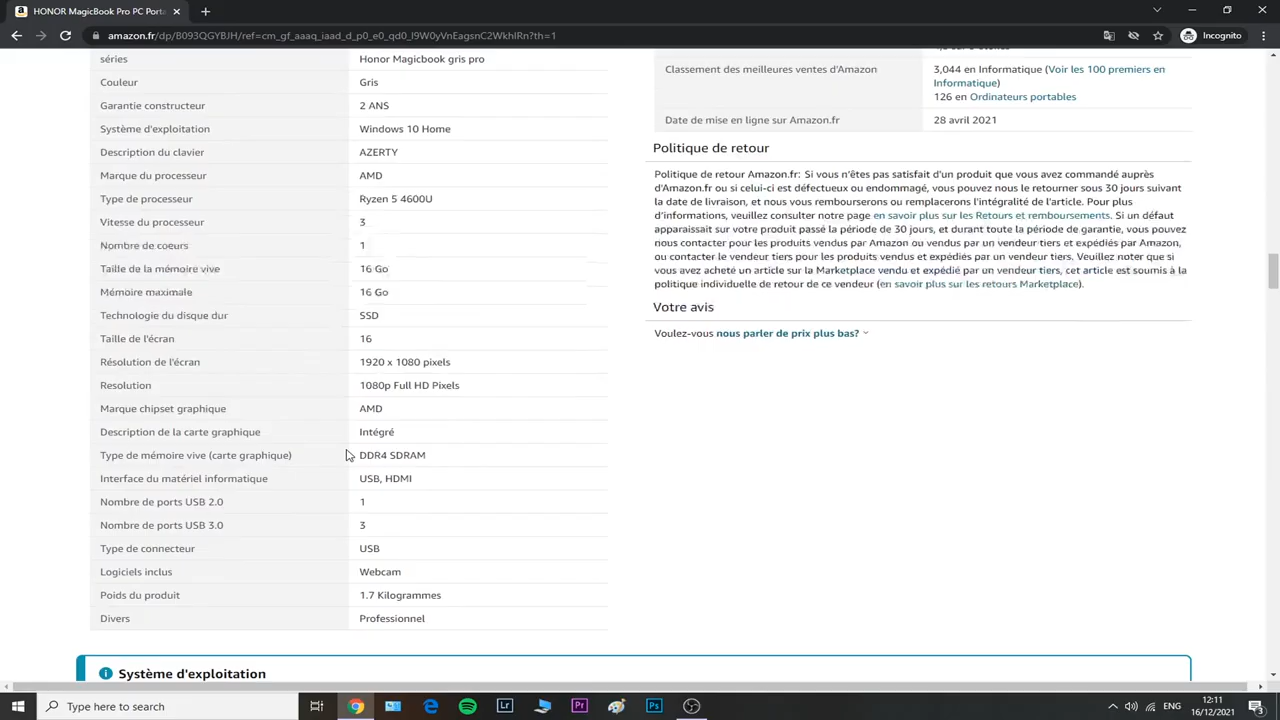 HONOR MagicBook Pro PC Porta
amazon.fr/dp/B093QGYBJH/ref=cm_gf_aaaq_iaad_d_p0_e0_qd0_I9W0yVnEagsnC2WkhIRn?th=1
Incognito
séries Honor Magicbook gris pro
Couleur Gris
Garantie constructeur 2 ANS
Système d'exploitation Windows 10 Home
Description du clavier AZERTY
Marque du processeur AMD
Type de processeur Ryzen 5 4600U
Vitesse du processeur 3
Nombre de coeurs 1
Taille de la mémoire vive 16 Go
Mémoire maximale 16 Go
Technologie du disque dur SSD
Taille de l'écran 16
Résolution de l'écran 1920 x 1080 pixels
Resolution 1080p Full HD Pixels
Marque chipset graphique AMD
Description de la carte graphique Intégré
Type de mémoire vive (carte graphique) DDR4 SDRAM
Interface du matériel informatique USB, HDMI
Nombre de ports USB 2.0 1
Nombre de ports USB 3.0 3
Type de connecteur USB
Logiciels inclus Webcam
Poids du produit 1.7 Kilogrammes
Divers Professionnel
Classement des meilleures ventes d'Amazon 3,044 en Informatique (Voir les 100 premiers en
Informatique)
126 en Ordinateurs portables
Date de mise en ligne sur Amazon.fr 28 avril 2021
Politique de retour
Politique de retour Amazon.fr: Si vous n'êtes pas satisfait d'un produit que vous avez commandé auprès
d'Amazon.fr ou si celui-ci est défectueux ou endommagé, vous pouvez nous le retourner sous 30 jours suivant
la date de livraison, et nous vous rembourserons ou remplacerons l'intégralité de l'article. Pour plus
d'informations, veuillez consulter notre page en savoir plus sur les Retours et remboursements. Si un défaut
apparaissait sur votre produit passé la période de 30 jours, et durant toute la période de garantie, vous pouvez
nous contacter pour les produits vendus par Amazon ou vendus par un vendeur tiers et expédiés par Amazon,
ou contacter le vendeur tiers pour les produits vendus et expédiés par un vendeur tiers. Veuillez noter que si
vous avez acheté un article sur la Marketplace vendu et expédié par un vendeur tiers, cet article est soumis à la
politique individuelle de retour de ce vendeur (en savoir plus sur les retours Marketplace).
Votre avis
Voulez-vous nous parler de prix plus bas?
Système d'exploitation
Type here to search
ENG
12:11
16/12/2021